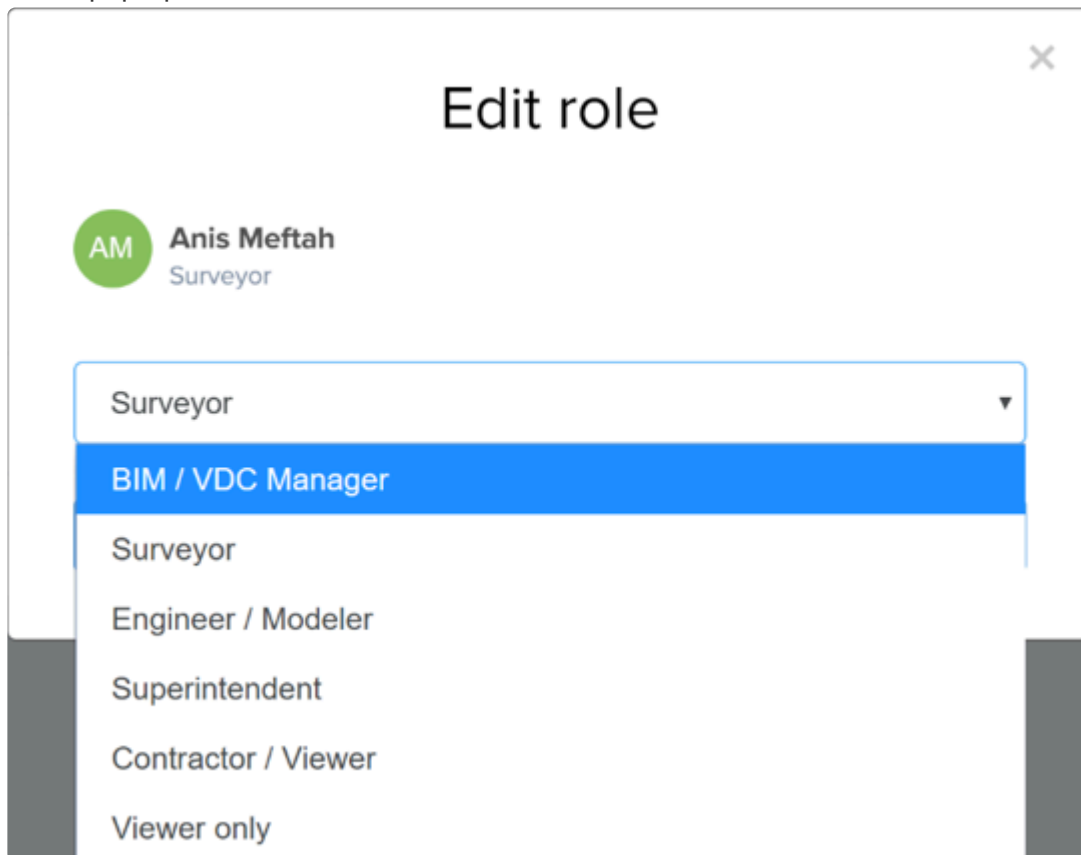 ×
Edit role
AM
Anis Meftah
Surveyor
Surveyor
BIM / VDC Manager
Surveyor
Engineer / Modeler
Superintendent
Contractor / Viewer
Viewer only